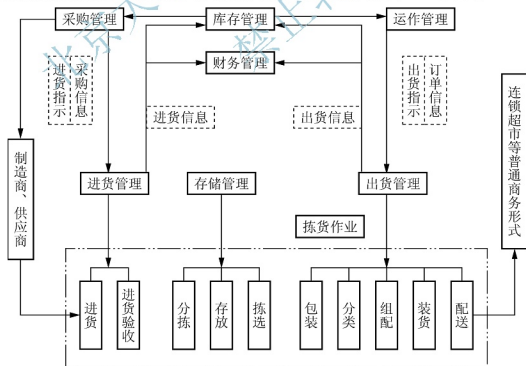 采购管理
库存管理
运作管理
财务管理
进货指示
采购信息
进货信息
出货信息
出货指示
订单信息
制造商、供应商
进货管理
存储管理
出货管理
连锁超市等普通商务形式
拣货作业
进货
进货验收
分拣
存放
拣选
包装
分类
组配
装货
配送
北京
禁止